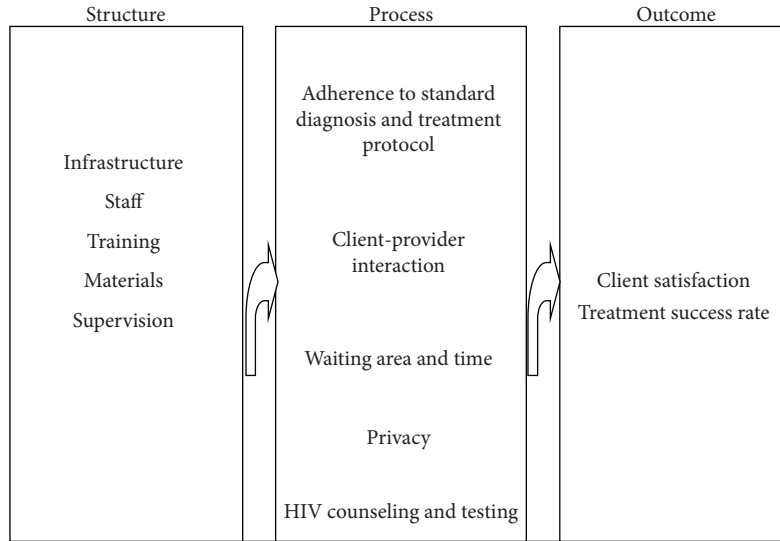 Structure
Infrastructure
Staff
Training
Materials
Supervision
Process
Adherence to standard
diagnosis and treatment
protocol
Client-provider
interaction
Waiting area and time
Privacy
HIV counseling and testing
Outcome
Client satisfaction
Treatment success rate